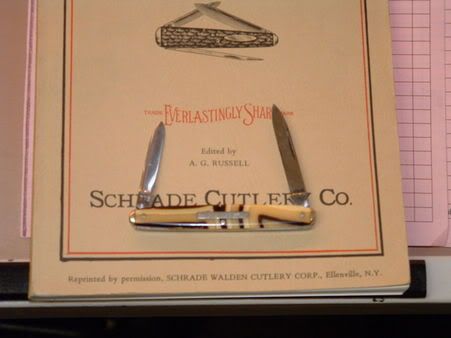 TRADE EVERLASTINGLY SHARP MARK
Edited by
A. G. RUSSELL
SCHRADE CUTLERY CO.
Reprinted by permission, SCHRADE WALDEN CUTLERY CORP., Ellenville, N.Y.